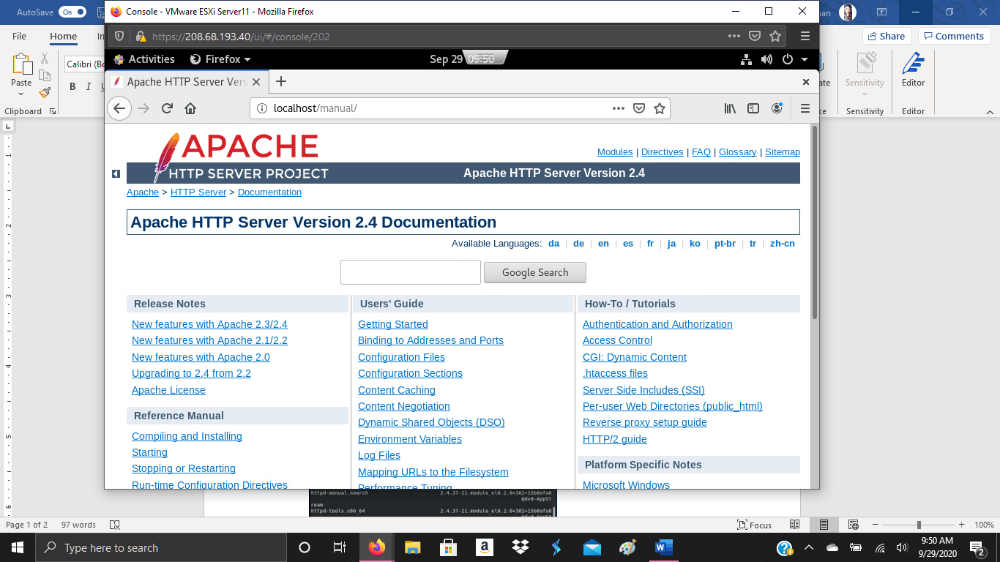 AutoSave On
Console - VMware ESXi Server11 - Mozilla Firefox
File Home
Share Comments
https://208.68.193.40/ui/#/console/202
Activities Firefox Sep 29 09:50
Calibri (Bo
Paste
B I U
Clipboard
Sensitivity
Editor
Sensitivity Editor
Apache HTTP Server Vers
localhost/manual/
APACHE
HTTP SERVER PROJECT
Modules | Directives | FAQ | Glossary | Sitemap
Apache HTTP Server Version 2.4
Apache > HTTP Server > Documentation
Apache HTTP Server Version 2.4 Documentation
Available Languages: da | de | en | es | fr | ja | ko | pt-br | tr | zh-cn
Google Search
Release Notes
New features with Apache 2.3/2.4
New features with Apache 2.1/2.2
New features with Apache 2.0
Upgrading to 2.4 from 2.2
Apache License
Reference Manual
Compiling and Installing
Starting
Stopping or Restarting
Run-time Configuration Directives
Users' Guide
Getting Started
Binding to Addresses and Ports
Configuration Files
Configuration Sections
Content Caching
Content Negotiation
Dynamic Shared Objects (DSO)
Environment Variables
Log Files
Mapping URLs to the Filesystem
Performance Tuning
How-To / Tutorials
Authentication and Authorization
Access Control
CGI: Dynamic Content
.htaccess files
Server Side Includes (SSI)
Per-user Web Directories (public_html)
Reverse proxy setup guide
HTTP/2 guide
Platform Specific Notes
Microsoft Windows
httpd-manual.noarch 2.4.37-21.module_el8.2.0+382+15b0afa8
@dvd-AppSt
ream
httpd-tools.x86_64 2.4.37-21.module_el8.2.0+382+15b0afa8
Page 1 of 2 97 words
Focus
100%
Type here to search
9:50 AM
9/29/2020
2